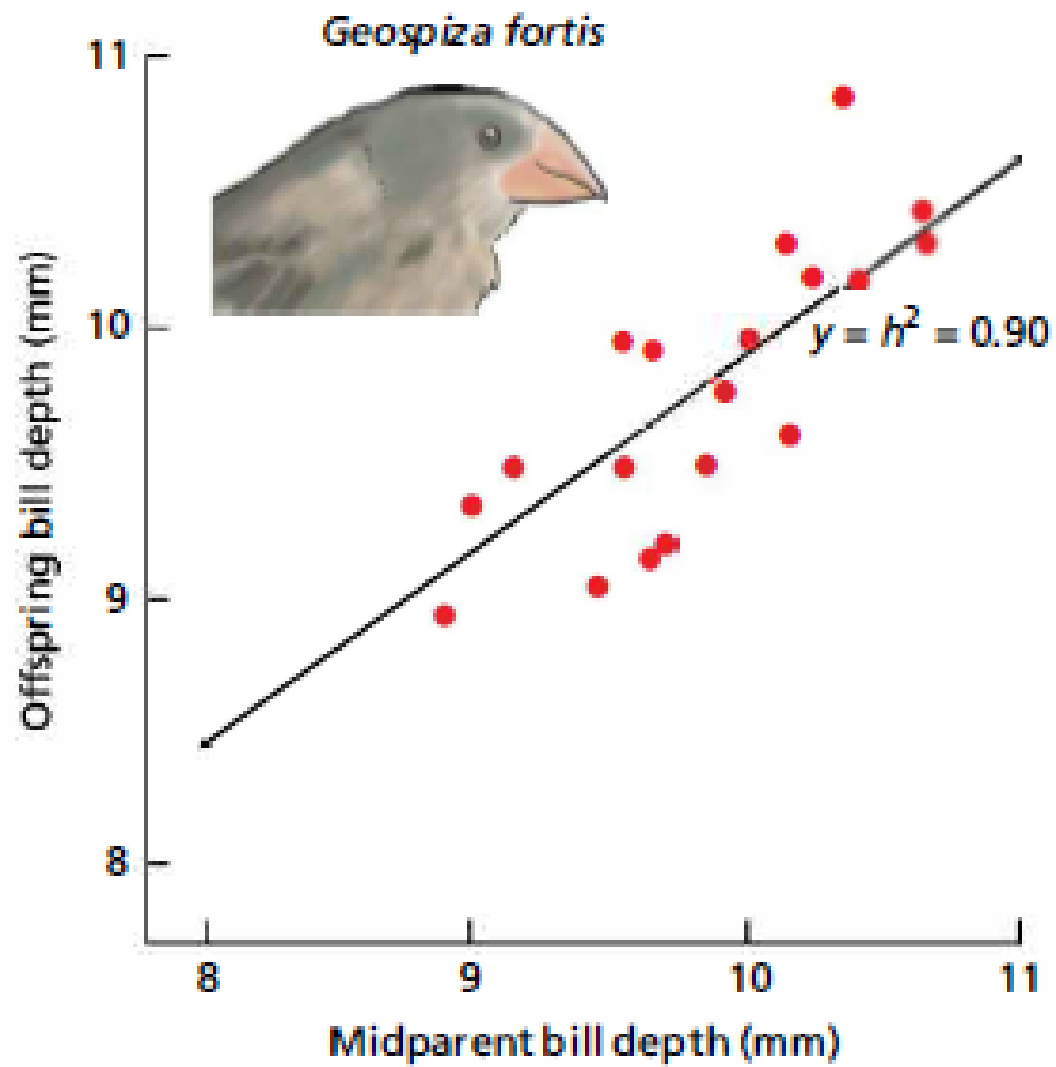 Geospiza fortis
11
10
9
8
Offspring bill depth (mm)
y = h² = 0.90
8 9 10 11
Midparent bill depth (mm)